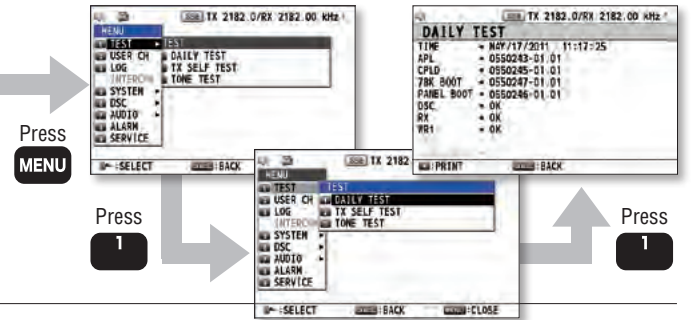 Press
MENU
TX 2182.0/RX 2182.00 kHz
MENU
TEST
USER CH
LOG
INTERCOM
SYSTEM
DSC
AUDIO
ALARM
SERVICE
TEST
DAILY TEST
TX SELF TEST
TONE TEST
:SELECT
:BACK
Press
1
TX 2182
MENU
TEST
USER CH
LOG
SYSTEM
DSC
AUDIO
ALARM
SERVICE
TEST
DAILY TEST
TX SELF TEST
TONE TEST
:SELECT
:BACK
:CLOSE
Press
1
TX 2182.0/RX 2182.00 kHz
DAILY TEST
TIME = MAY/17/2011 11:17:25
APL = 0550243-01.01
CPLD = 0550245-01.01
78K BOOT = 0550247-01.01
PANEL BOOT = 0550246-01.01
DSC = OK
RX = OK
WR1 = OK
:PRINT
:BACK